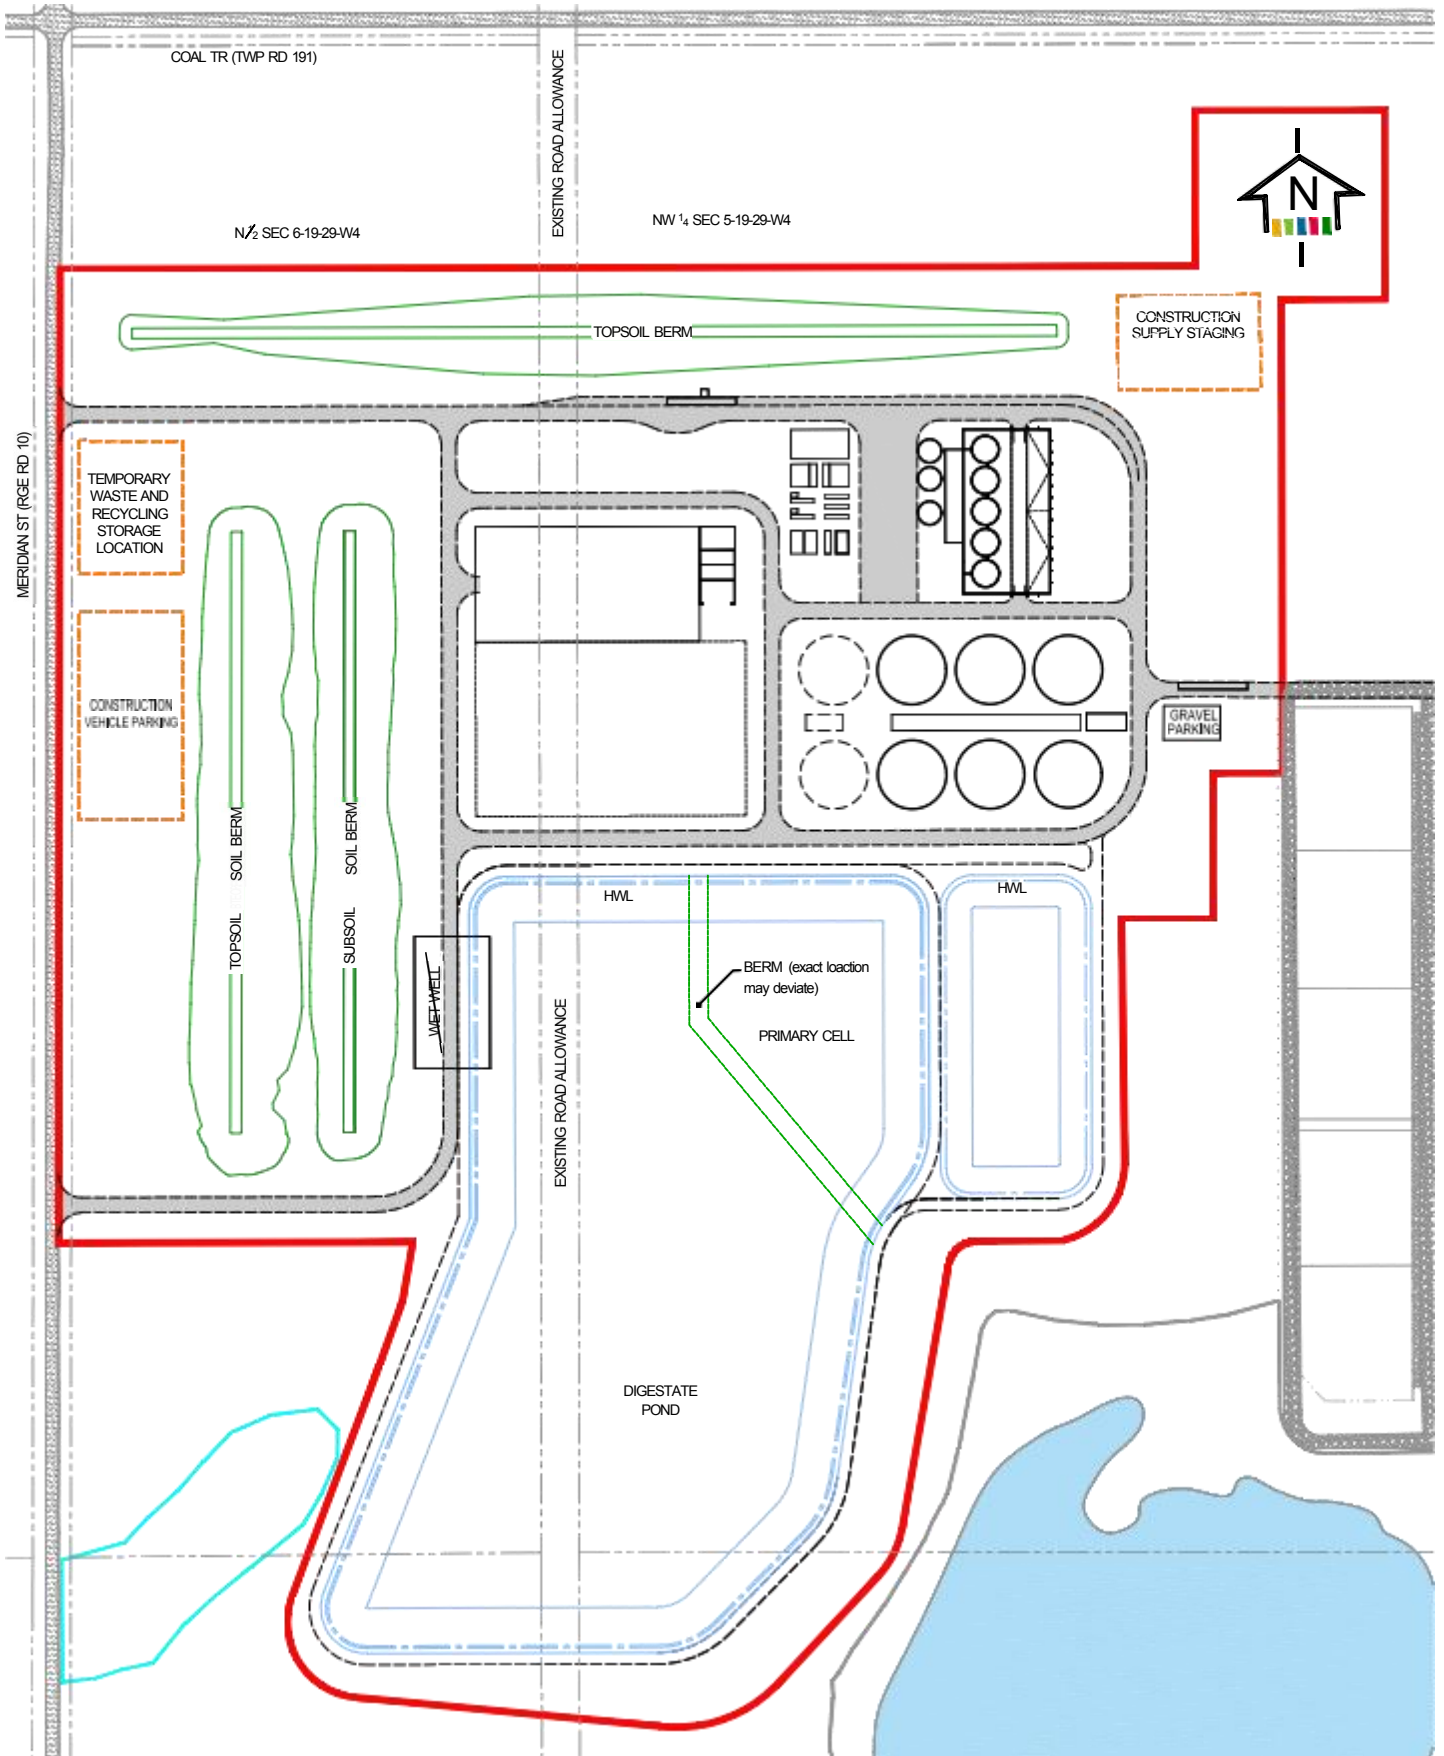 COAL TR (TWP RD 191)
EXISTING ROAD ALLOWANCE
N
N½ SEC 6-19-29-W4
NW ¼ SEC 5-19-29-W4
TOPSOIL BERM
CONSTRUCTION
SUPPLY STAGING
MERIDIAN ST (RGE RD 10)
TEMPORARY
WASTE AND
RECYCLING
STORAGE
LOCATION
CONSTRUCTION
VEHICLE PARKING
GRAVEL
PARKING
TOPSOIL SOIL BERM
SUBSOIL SOIL BERM
HWL
HWL
WET WELL
BERM (exact loaction
may deviate)
PRIMARY CELL
EXISTING ROAD ALLOWANCE
DIGESTATE
POND